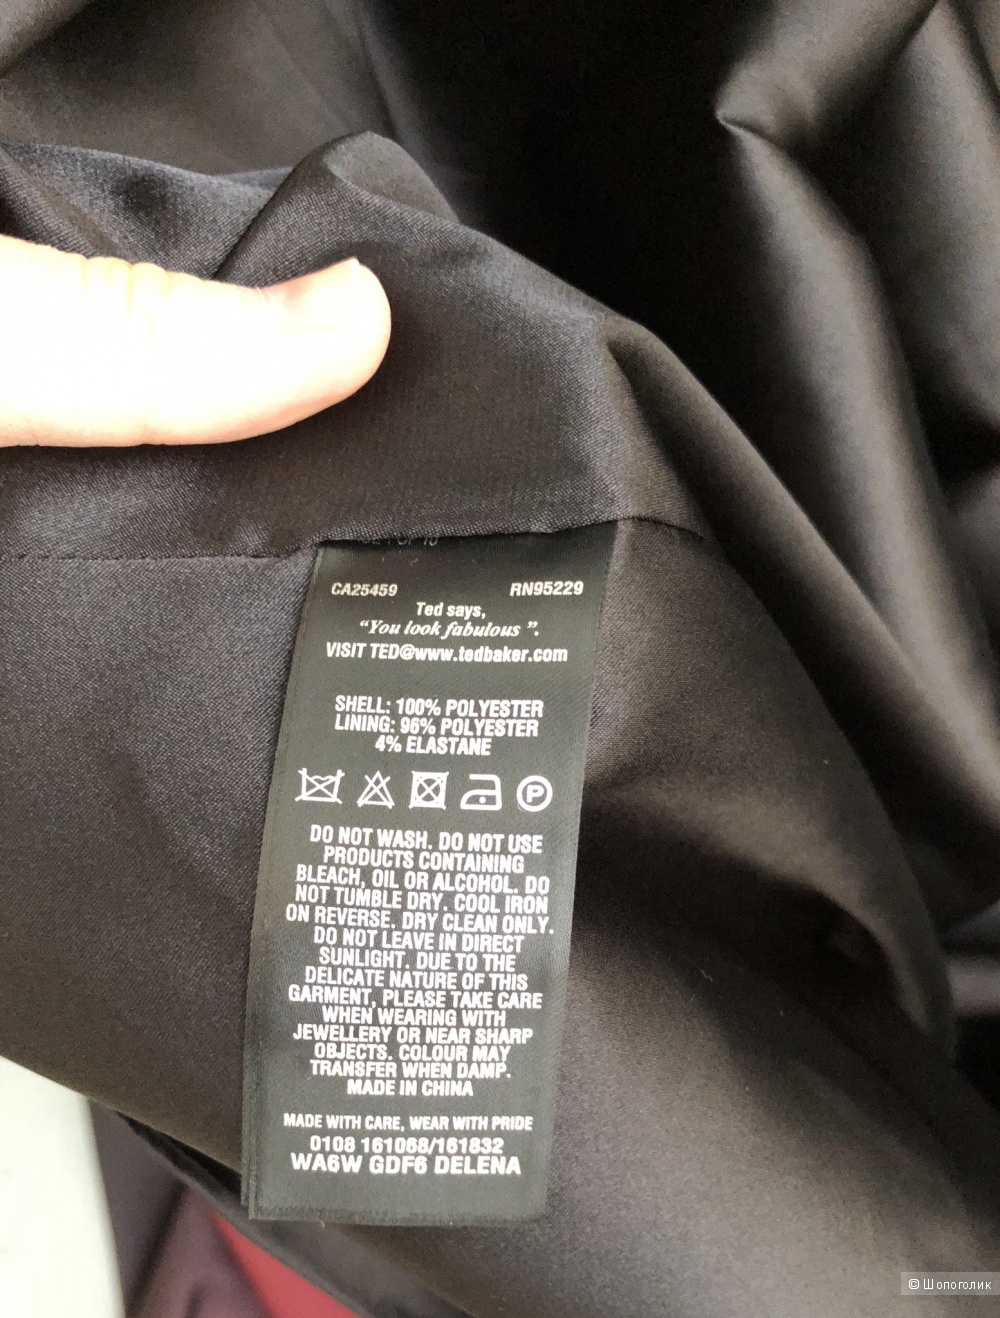 CA25459 RN95229
Ted says,
“You look fabulous ”.
VISIT TED@www.tedbaker.com
SHELL: 100% POLYESTER
LINING: 96% POLYESTER
4% ELASTANE
P
DO NOT WASH. DO NOT USE
PRODUCTS CONTAINING
BLEACH, OIL OR ALCOHOL. DO
NOT TUMBLE DRY. COOL IRON
ON REVERSE. DRY CLEAN ONLY.
DO NOT LEAVE IN DIRECT
SUNLIGHT. DUE TO THE
DELICATE NATURE OF THIS
GARMENT, PLEASE TAKE CARE
WHEN WEARING WITH
JEWELLERY OR NEAR SHARP
OBJECTS. COLOUR MAY
TRANSFER WHEN DAMP.
MADE IN CHINA
MADE WITH CARE, WEAR WITH PRIDE
0108 161068/161832
WA6W GDF6 DELENA
© Шопоголик